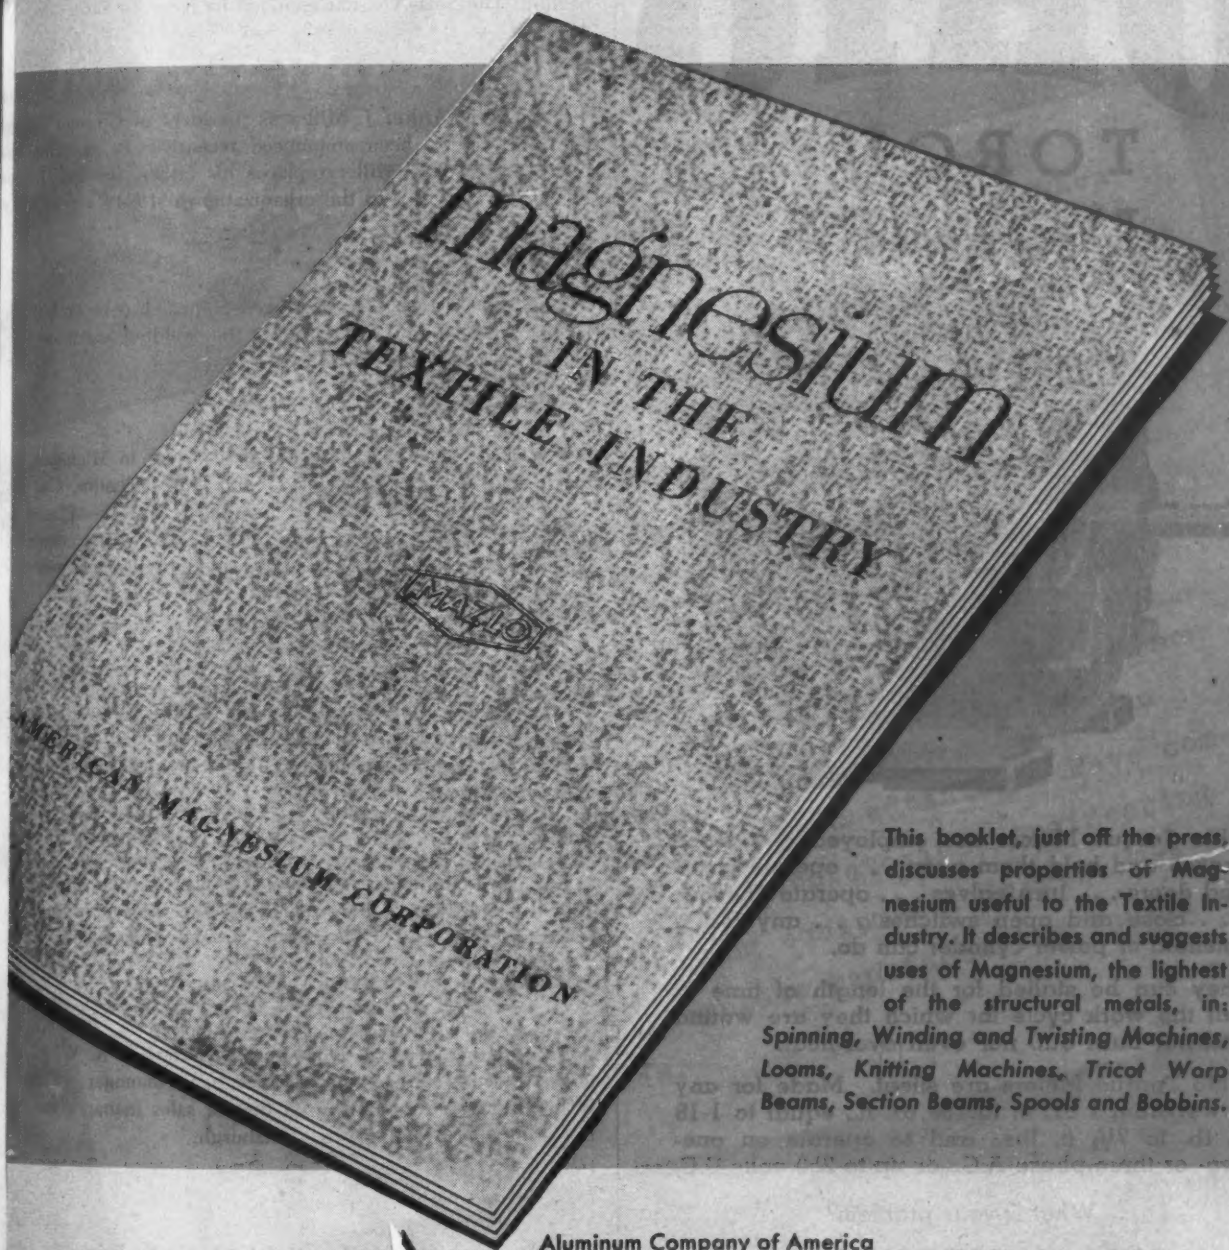 magnesium
IN THE
TEXTILE INDUSTRY
MAZLO
AMERICAN MAGNESIUM CORPORATION
This booklet, just off the press,
discusses properties of Mag-
nesium useful to the Textile In-
dustry. It describes and suggests
uses of Magnesium, the lightest
of the structural metals, in:
Spinning, Winding and Twisting Machines,
Looms, Knitting Machines, Tricot Warp
Beams, Section Beams, Spools and Bobbins.
Aluminum Company of America